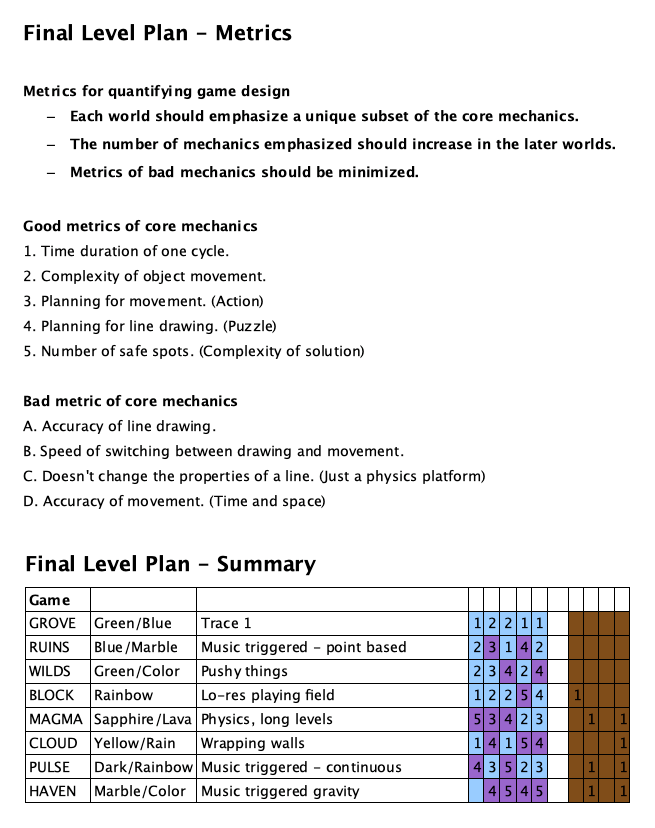 Final Level Plan – Metrics
Metrics for quantifying game design
– Each world should emphasize a unique subset of the core mechanics.
– The number of mechanics emphasized should increase in the later worlds.
– Metrics of bad mechanics should be minimized.
Good metrics of core mechanics
1. Time duration of one cycle.
2. Complexity of object movement.
3. Planning for movement. (Action)
4. Planning for line drawing. (Puzzle)
5. Number of safe spots. (Complexity of solution)
Bad metric of core mechanics
A. Accuracy of line drawing.
B. Speed of switching between drawing and movement.
C. Doesn't change the properties of a line. (Just a physics platform)
D. Accuracy of movement. (Time and space)
Final Level Plan – Summary
Game
GROVE Green/Blue Trace 1 1 2 2 1 1
RUINS Blue/Marble Music triggered – point based 2 3 1 4 2
WILDS Green/Color Pushy things 2 3 4 2 4
BLOCK Rainbow Lo-res playing field 1 2 2 5 4 1
MAGMA Sapphire/Lava Physics, long levels 5 3 4 2 3 1 1
CLOUD Yellow/Rain Wrapping walls 1 4 1 5 4 1
PULSE Dark/Rainbow Music triggered – continuous 4 3 5 2 3 1 1
HAVEN Marble/Color Music triggered gravity 4 5 4 5 1 1